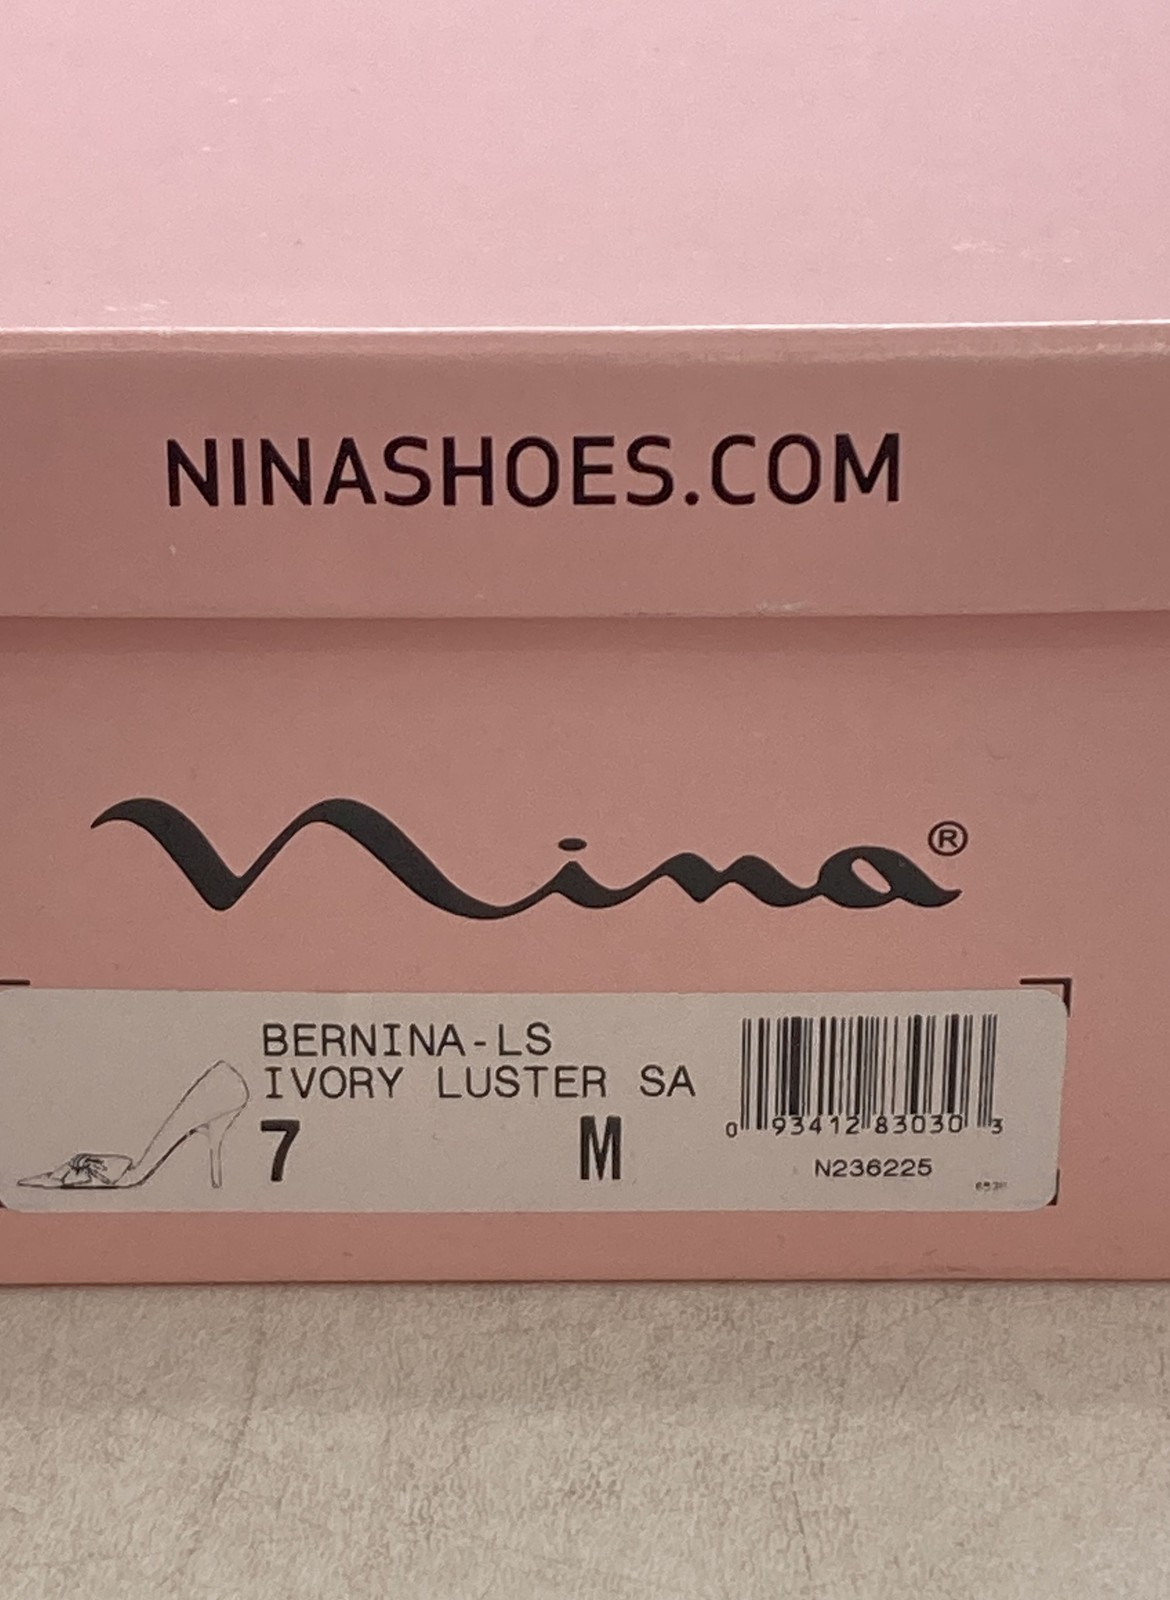 NINASHOES.COM
nina®
BERNINA-LS
IVORY LUSTER SA
7 M
0 93412 83030 3
N236225